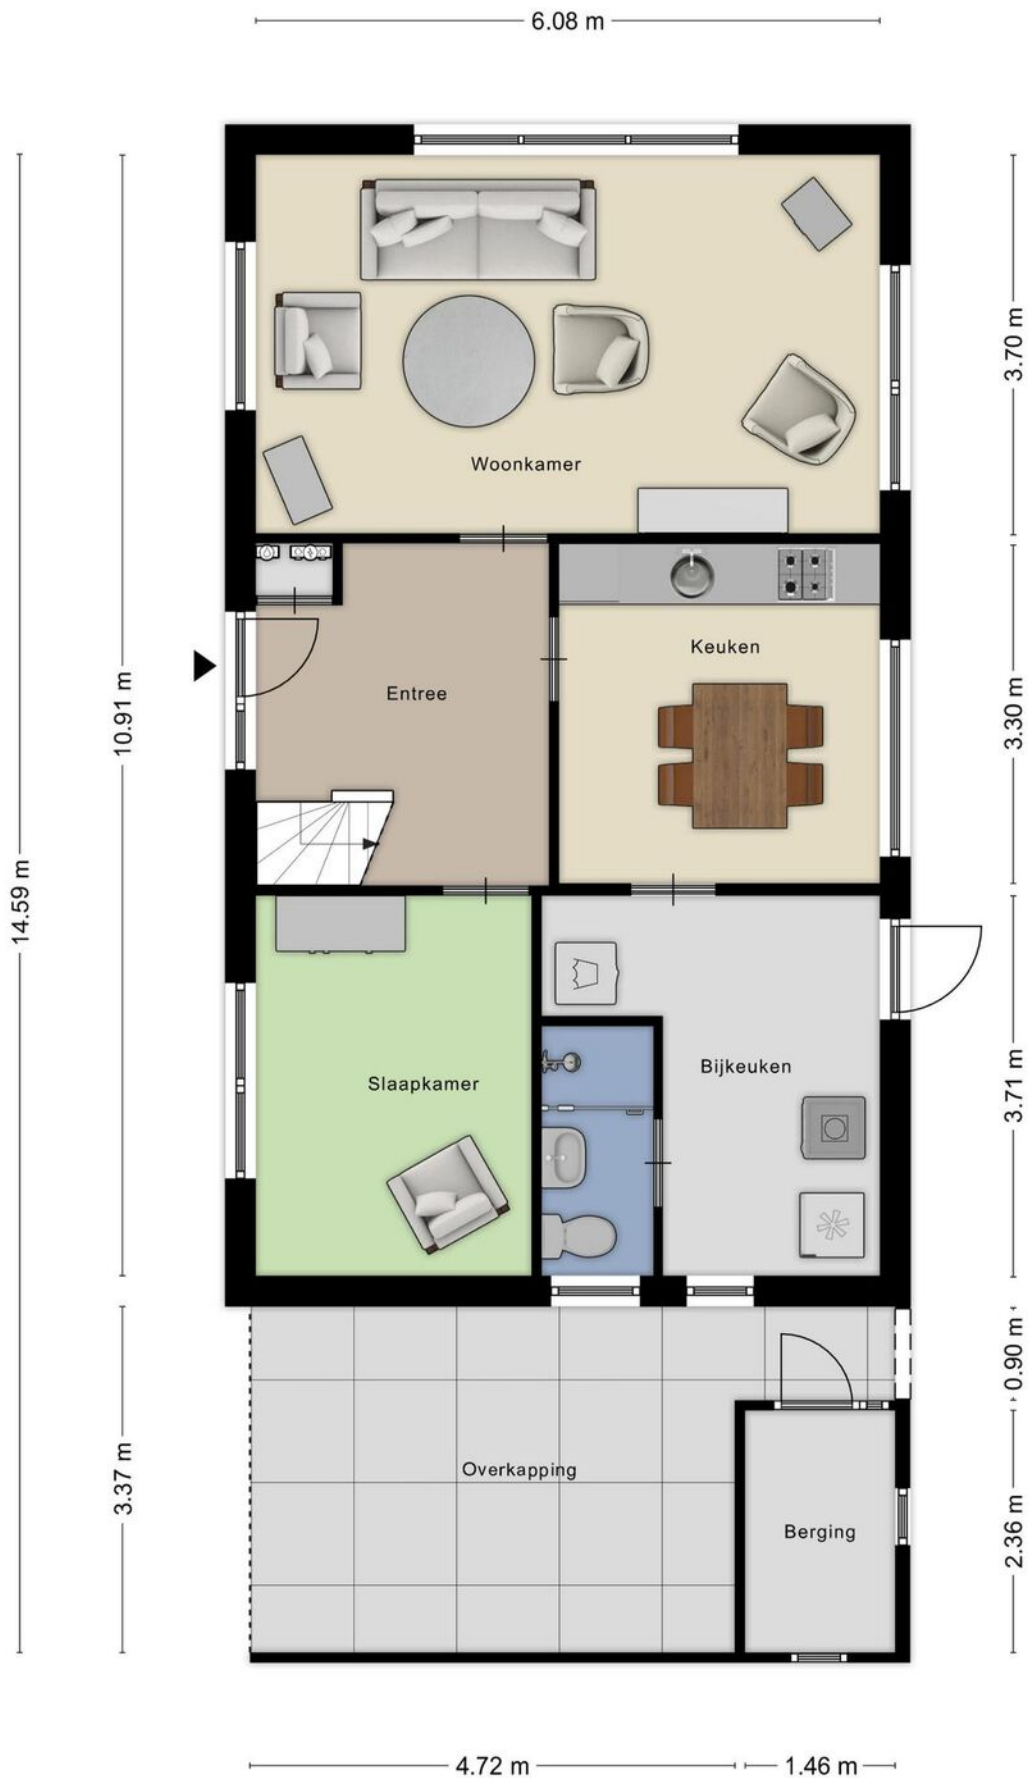 6.08 m
3.70 m
Woonkamer
Keuken
Entree
10.91 m
3.30 m
14.59 m
Bijkeuken
Slaapkamer
3.71 m
0.90 m
Overkapping
3.37 m
Berging
2.36 m
4.72 m
1.46 m